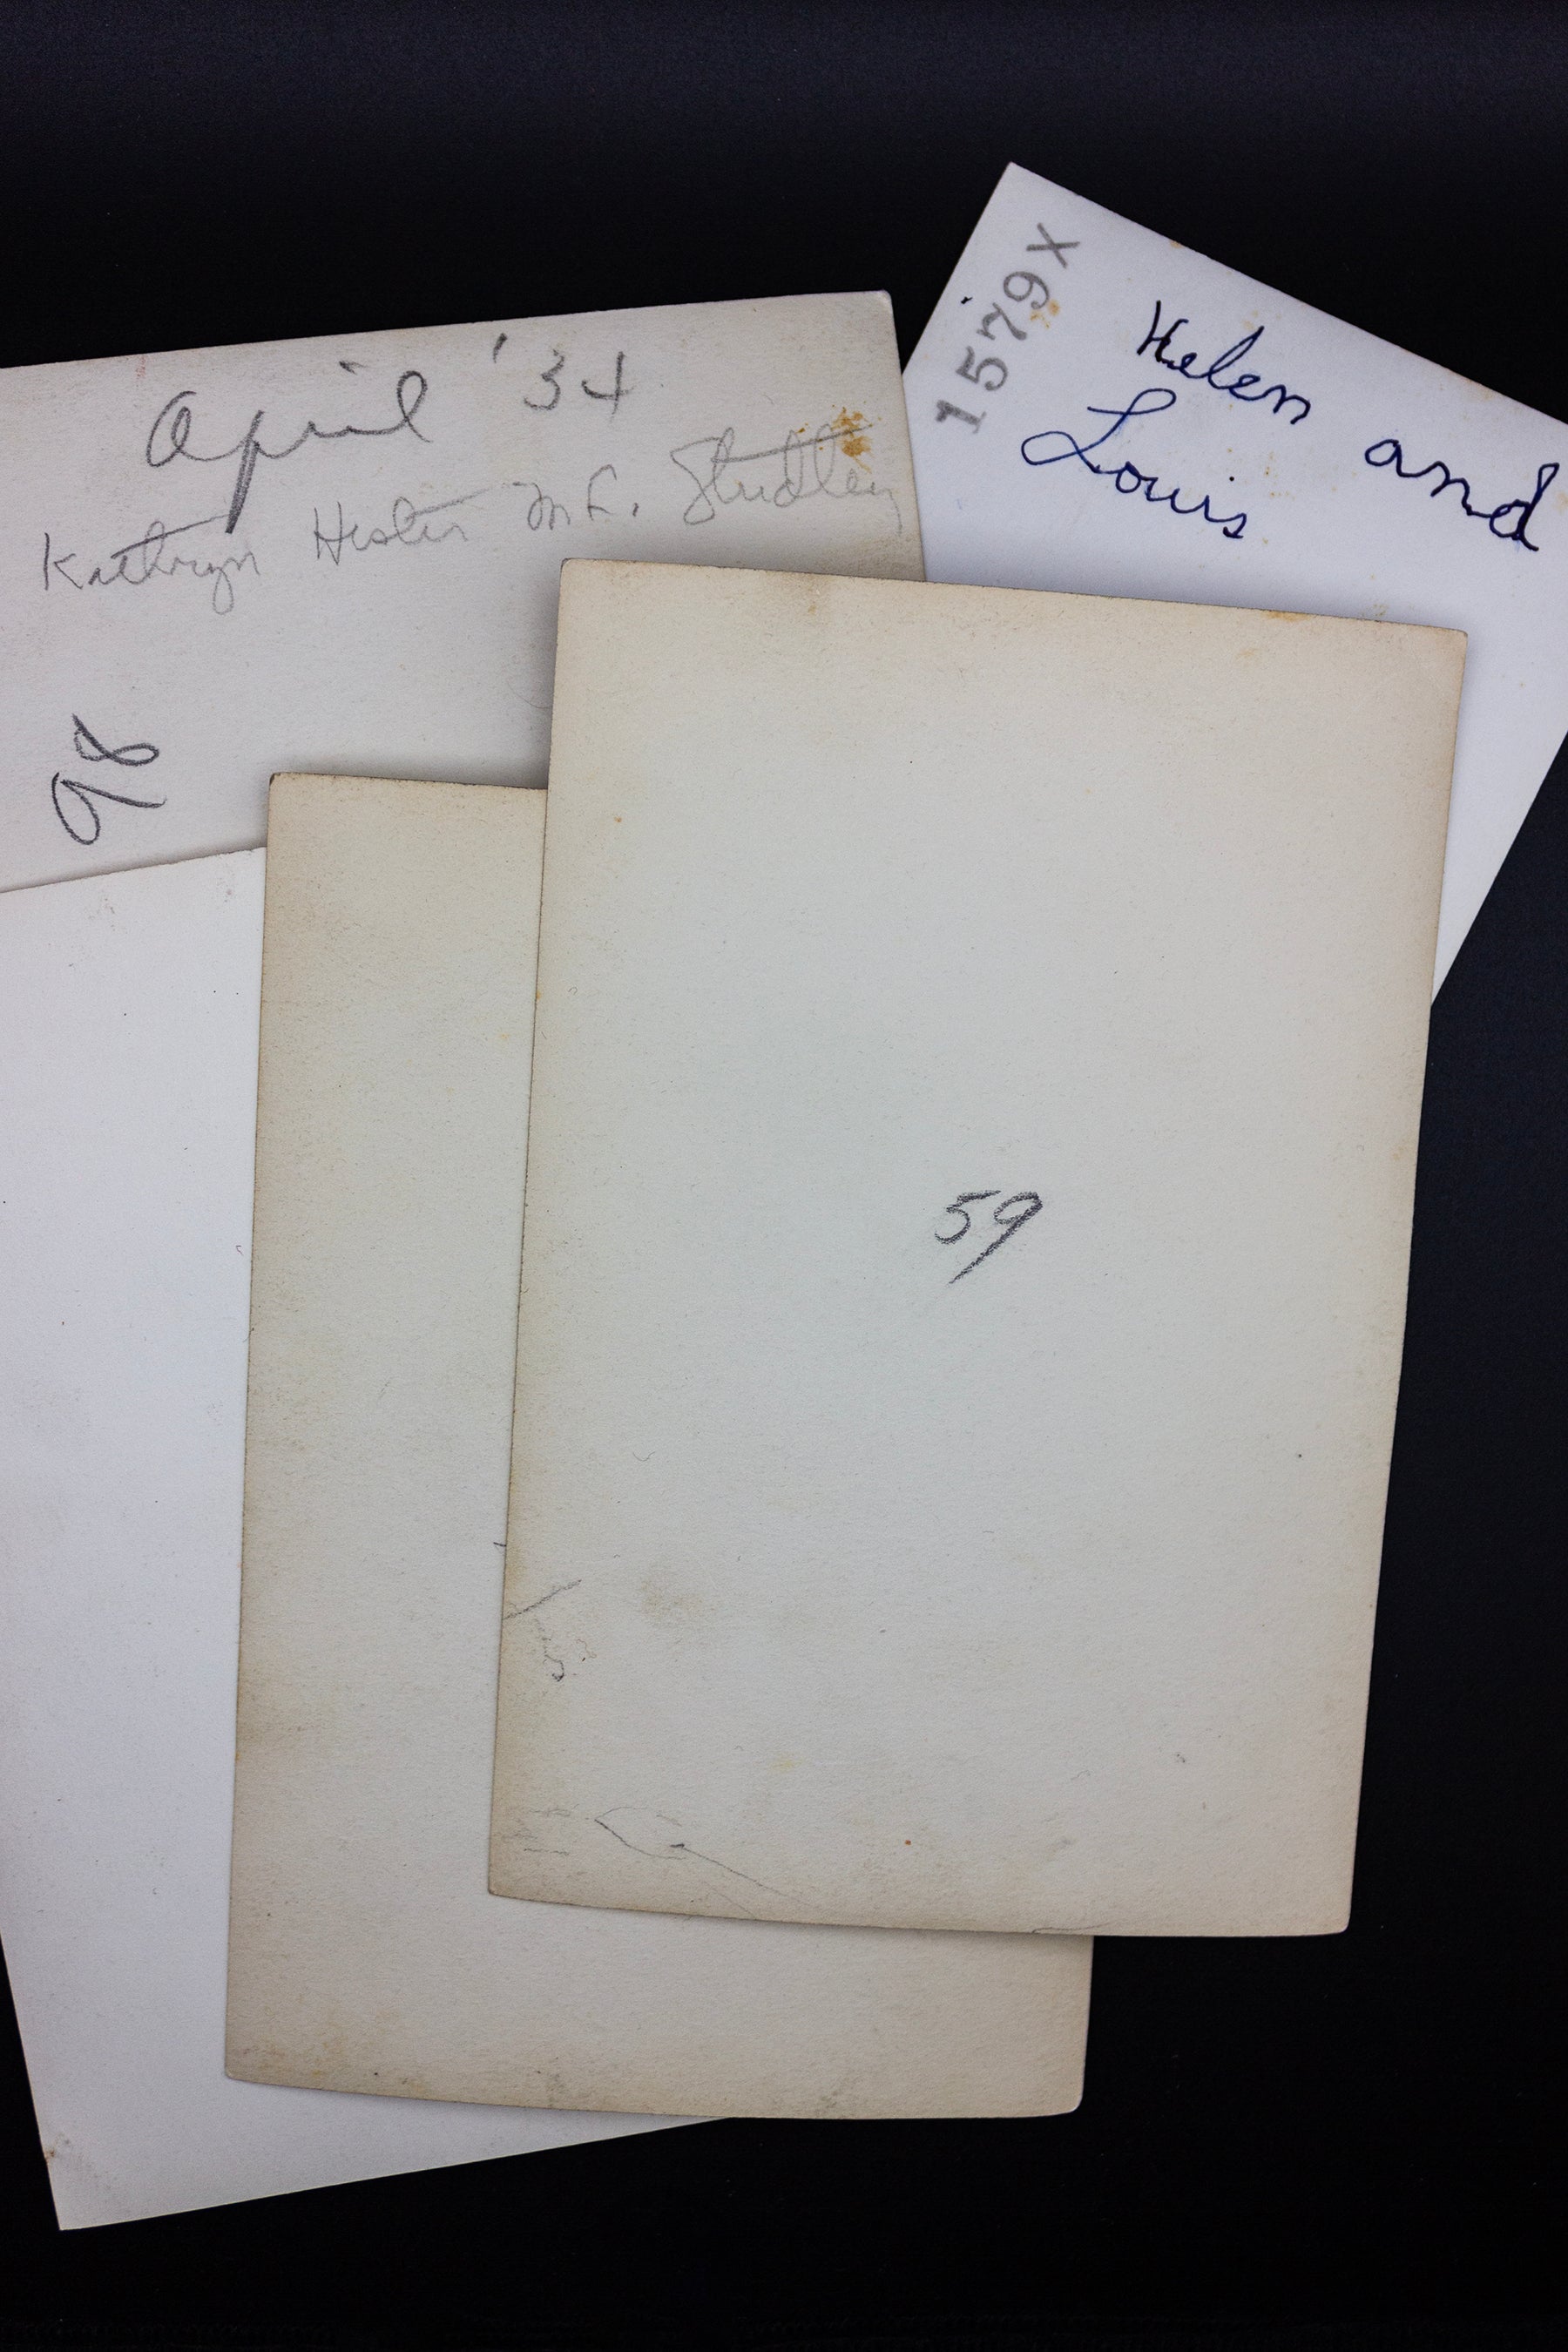 April '34
Kathryn Hester M.F. Studley
98
1579X
Helen and
Louis
59